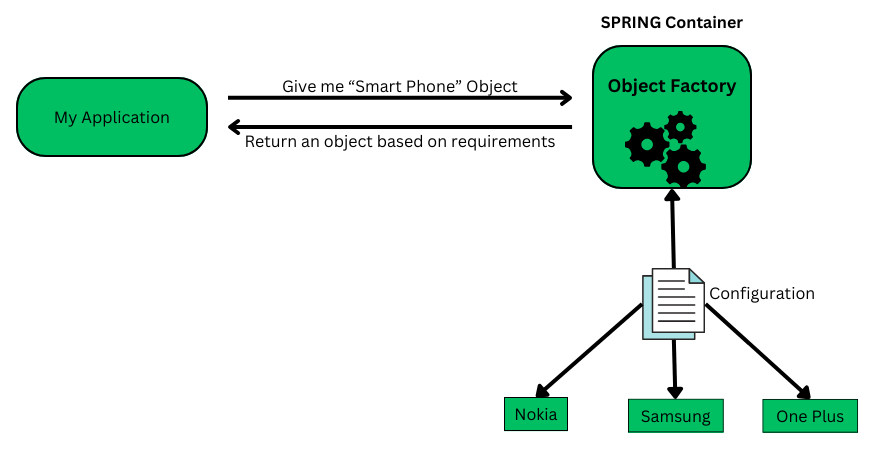 SPRING Container
Object Factory
Give me “Smart Phone” Object
My Application
Return an object based on requirements
Configuration
Nokia
Samsung
One Plus